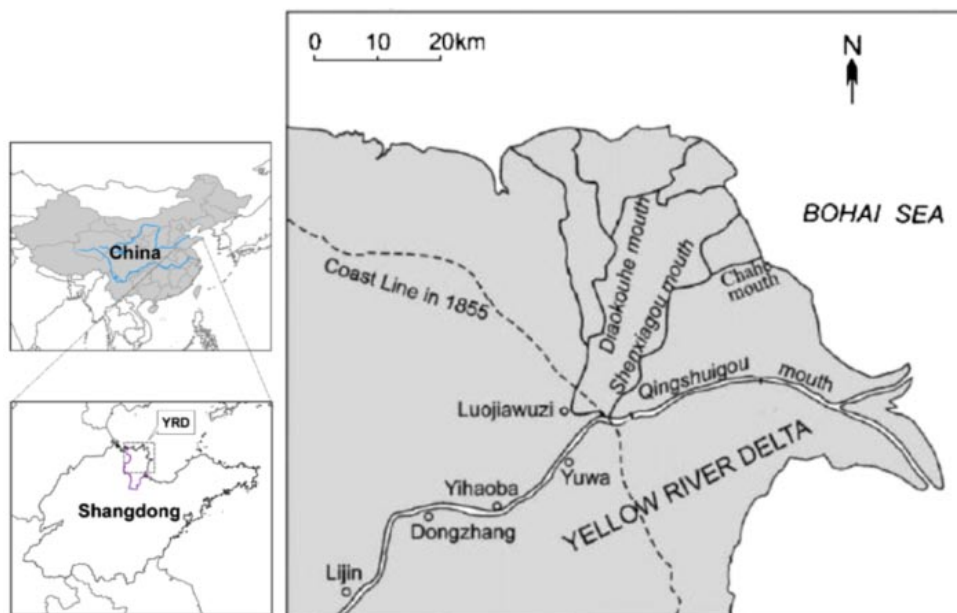 0 10 20km
N
BOHAI SEA
China
Coast Line in 1855
Diaokouhe mouth
Shenxiagou mouth
Chahe
mouth
Qingshuigou mouth
Luojiawuzi
YRD
Yuwa
YELLOW RIVER DELTA
Yihaoba
Shangdong
Dongzhang
Lijin